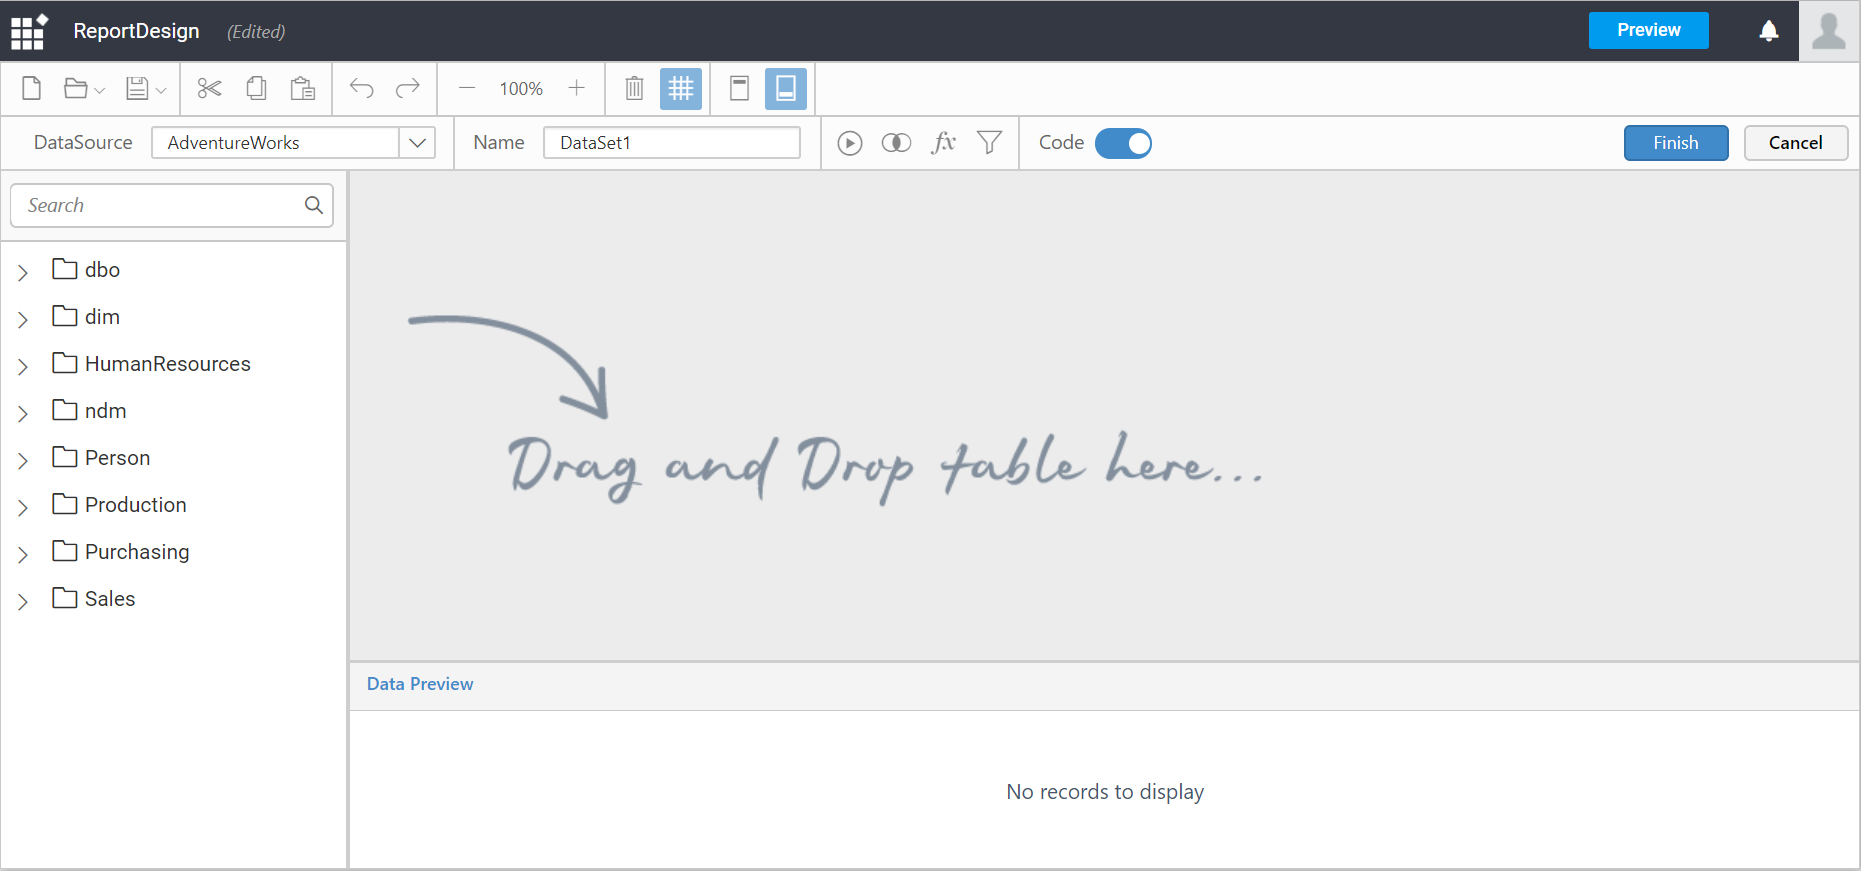 ReportDesign (Edited) Preview
100%
DataSource AdventureWorks Name DataSet1 fx Code Finish Cancel
Search
dbo
dim
HumanResources
ndm
Person
Production
Purchasing
Sales
Drag and Drop table here...
Data Preview
No records to display